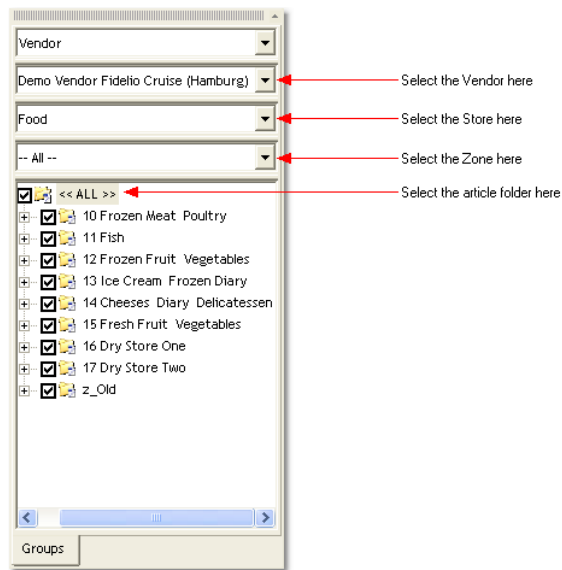 Vendor
Demo Vendor Fidelio Cruise (Hamburg) Select the Vendor here
Food Select the Store here
-- All -- Select the Zone here
<< ALL >> Select the article folder here
10 Frozen Meat Poultry
11 Fish
12 Frozen Fruit Vegetables
13 Ice Cream Frozen Diary
14 Cheeses Diary Delicatessen
15 Fresh Fruit Vegetables
16 Dry Store One
17 Dry Store Two
z_Old
Groups